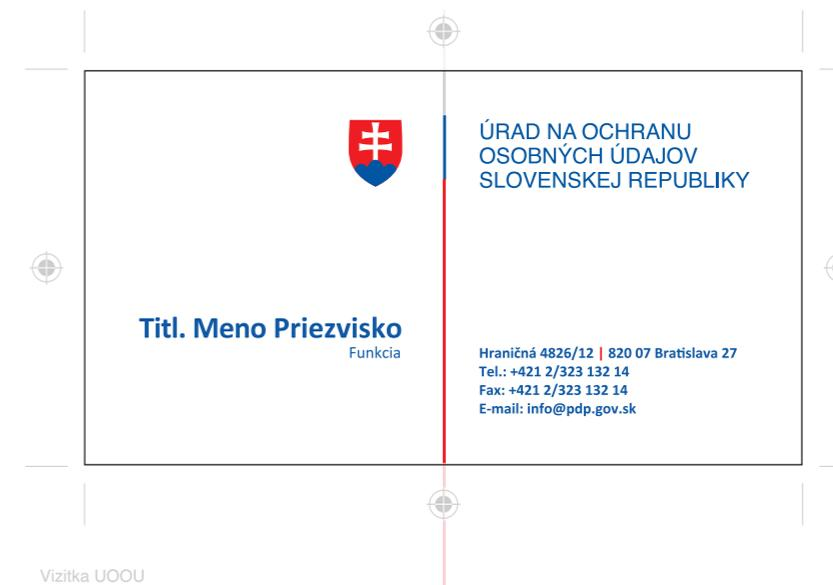 ÚRAD NA OCHRANU
OSOBNÝCH ÚDAJOV
SLOVENSKEJ REPUBLIKY
Titl. Meno Priezvisko
Funkcia
Hraničná 4826/12 | 820 07 Bratislava 27
Tel.: +421 2/323 132 14
Fax: +421 2/323 132 14
E-mail: info@pdp.gov.sk
Vizitka UOOU